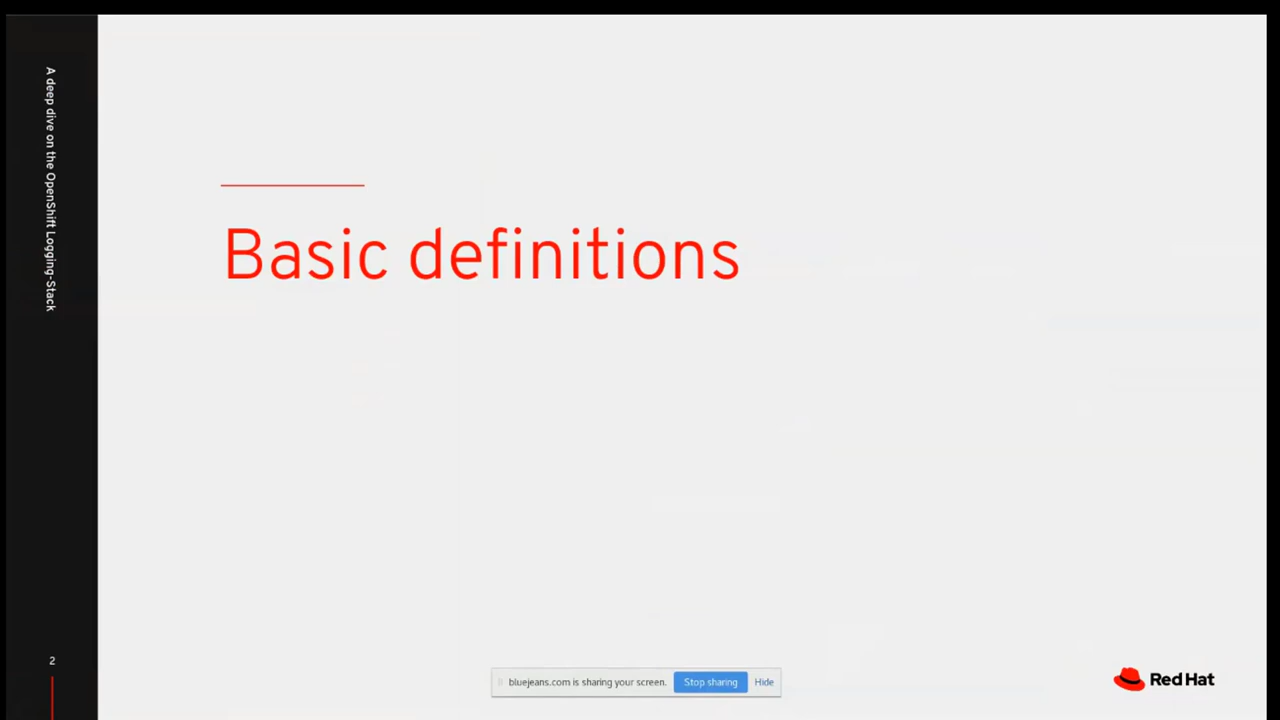 A deep dive on the OpenShift Logging-Stack
Basic definitions
2
bluejeans.com is sharing your screen. Stop sharing Hide
Red Hat